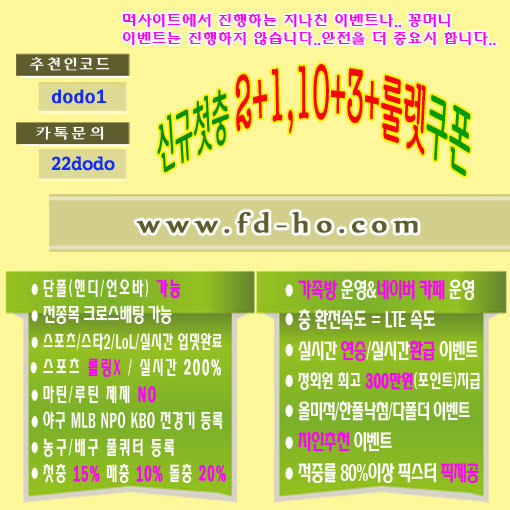 먹사이트에서 진행하는 지나친 이벤트나.. 꽁머니
이벤트는 진행하지 않습니다..안전을 더 중요시 합니다..
추천인코드
dodo1
카톡문의
22dodo
신규첫충 2+1,10+3+룰렛쿠폰
www.fd-ho.com
• 단폴(핸디/언오바) 가능
• 전종목 크로스배팅 가능
• 스포츠/스타2/LoL/실시간 업뎃완료
• 스포츠 롤링X / 실시간 200%
• 마틴/루틴 제제 NO
• 야구 MLB NPO KBO 전경기 등록
• 농구/배구 풀쿼터 등록
• 첫충 15% 매충 10% 돌충 20%
• 가족방 운영&네이버 카페 운영
• 충 환전속도 = LTE 속도
• 실시간 연승/실시간환급 이벤트
• 정회원 최고 300만원(포인트)지급
• 올미적/한폴낙첨/다폴더 이벤트
• 지인추천 이벤트
• 적중률 80%이상 픽스터 픽제공